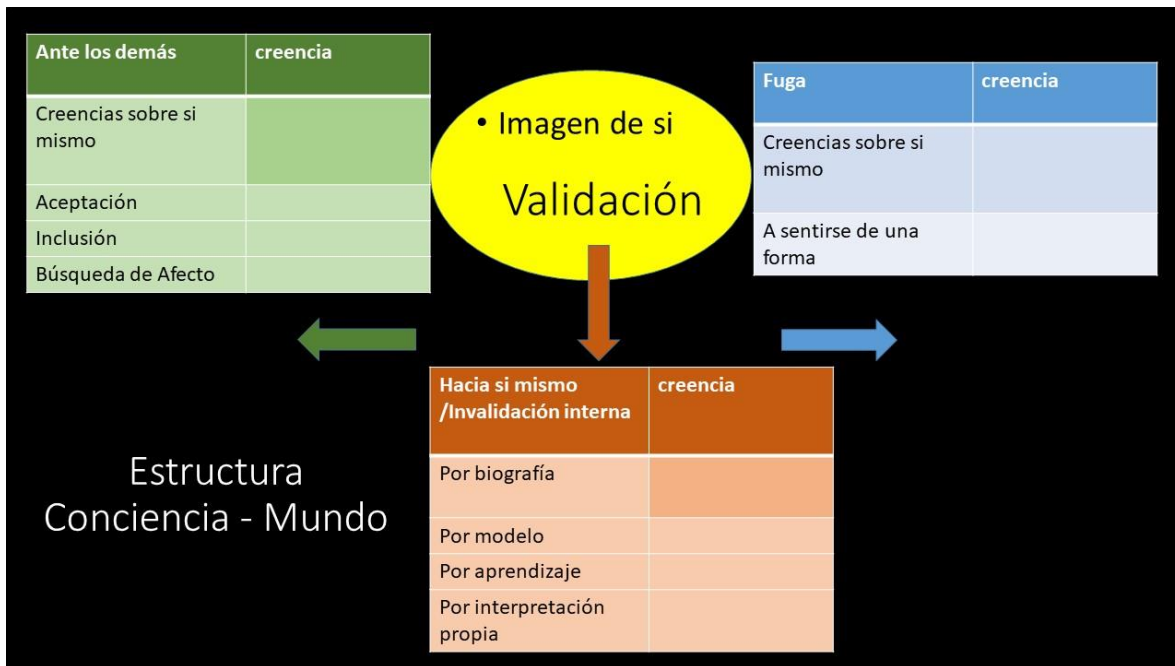 Ante los demás creencia
Creencias sobre si
mismo
Aceptación
Inclusión
Búsqueda de Afecto
• Imagen de si
Validación
Fuga creencia
Creencias sobre si
mismo
A sentirse de una
forma
Hacia si mismo creencia
/Invalidación interna
Por biografía
Por modelo
Por aprendizaje
Por interpretación
propia
Estructura
Conciencia - Mundo